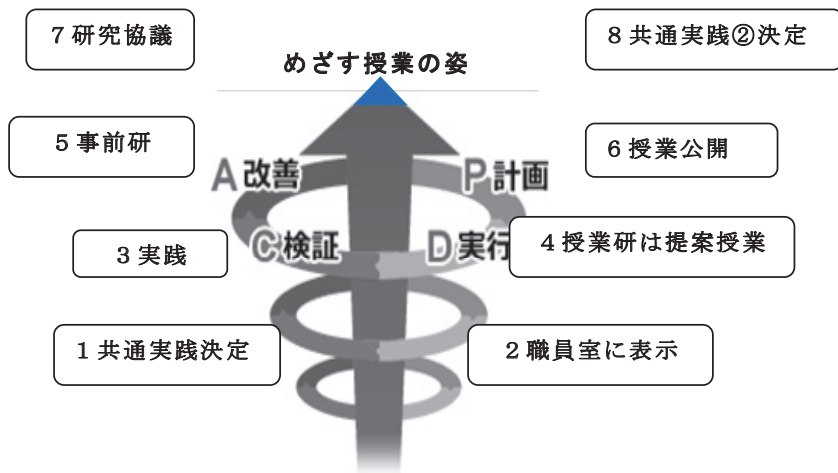 7研究協議
8共通実践②決定
めざす授業の姿
5事前研
6授業公開
A改善
P計画
3実践
C検証
D実行
4授業研は提案授業
1共通実践決定
2職員室に表示